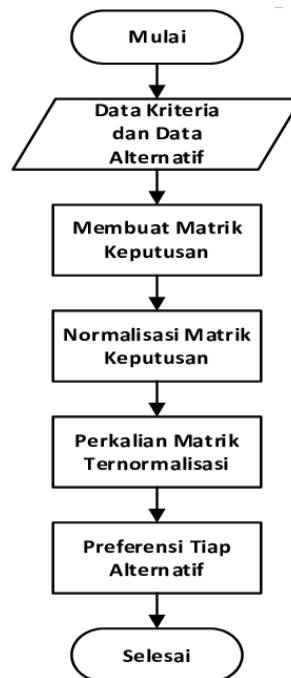 Mulai
Data Kriteria
dan Data
Alternatif
Membuat Matrik
Keputusan
Normalisasi Matrik
Keputusan
Perkalian Matrik
Ternormalisasi
Preferensi Tiap
Alternatif
Selesai